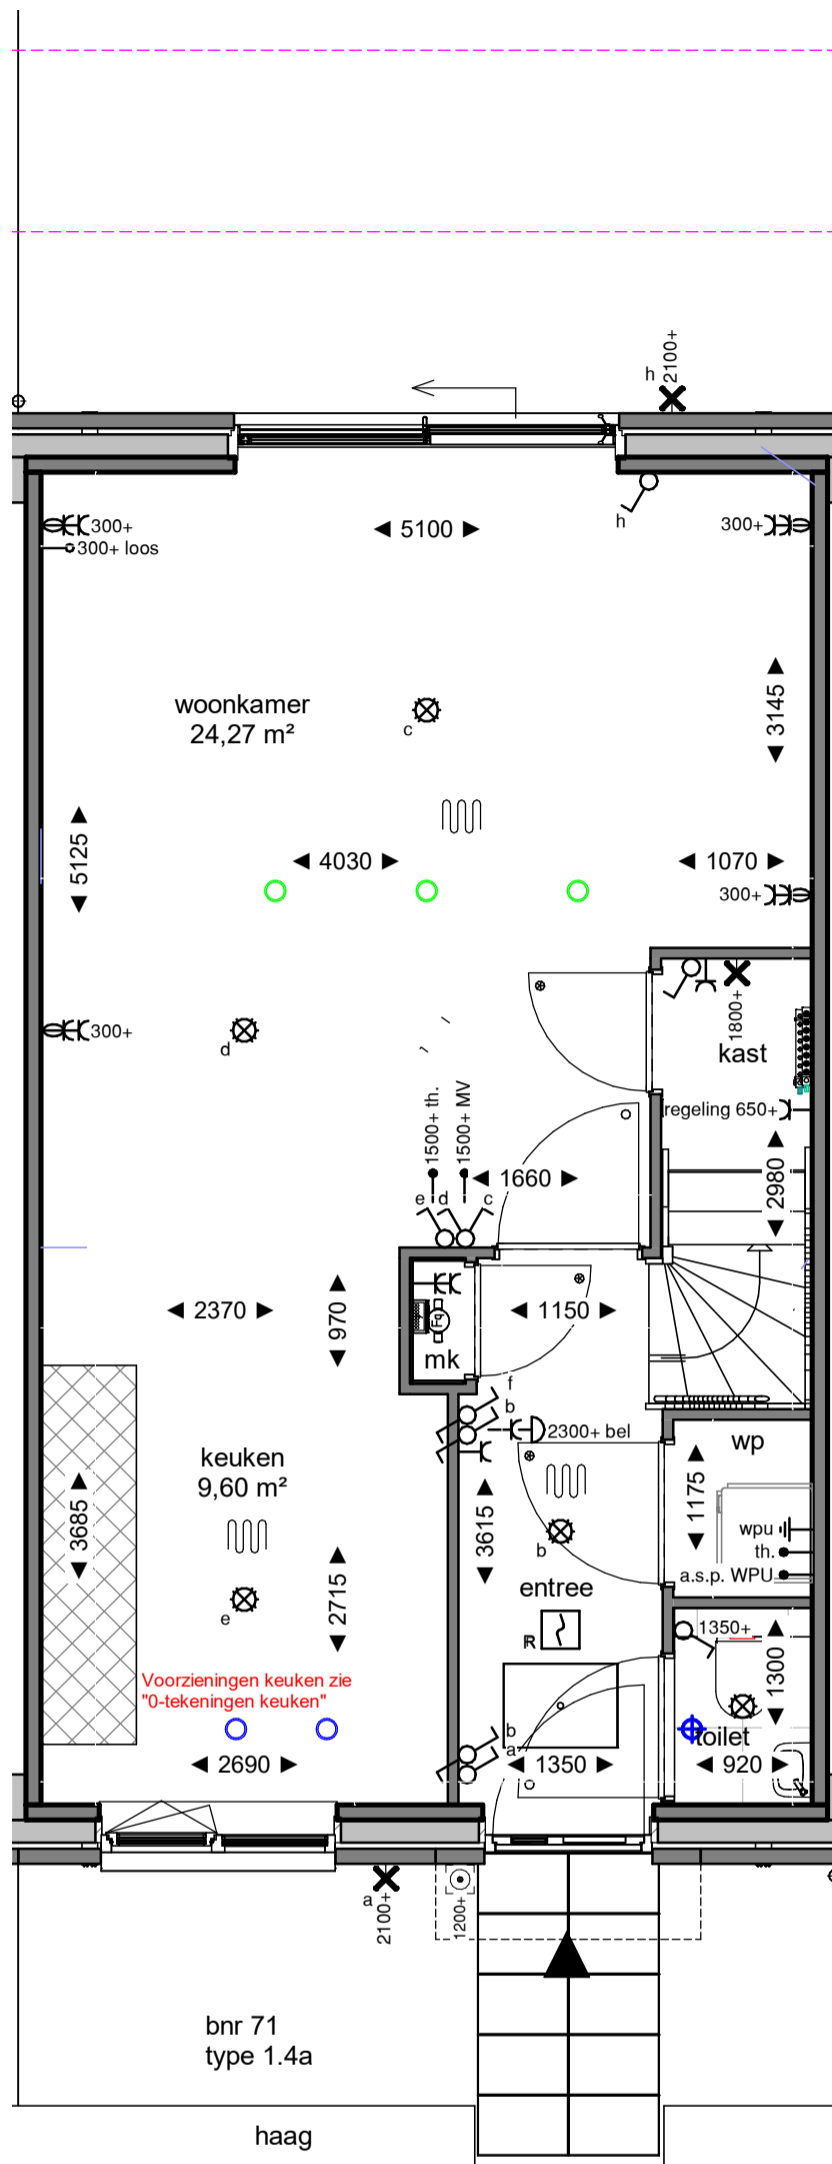 h
2100+
300+
300+ loos
5100
h
300+
woonkamer
24,27 m²
c
3145
5125
4030
1070
300+
300+
d
1800+
kast
regeling 650+
1500+ th.
1500+ MV
1660
2980
e
d
c
2370
970
1150
mk
f
b
2300+ bel
wp
keuken
9,60 m²
3685
3615
1175
b
wpu
th.
a.s.p. WPU
e
2715
entree
R
1350+
1300
Voorzieningen keuken zie
"0-tekeningen keuken"
toilet
b
a
2690
1350
920
a
2100+
1200+
bnr 71
type 1.4a
haag